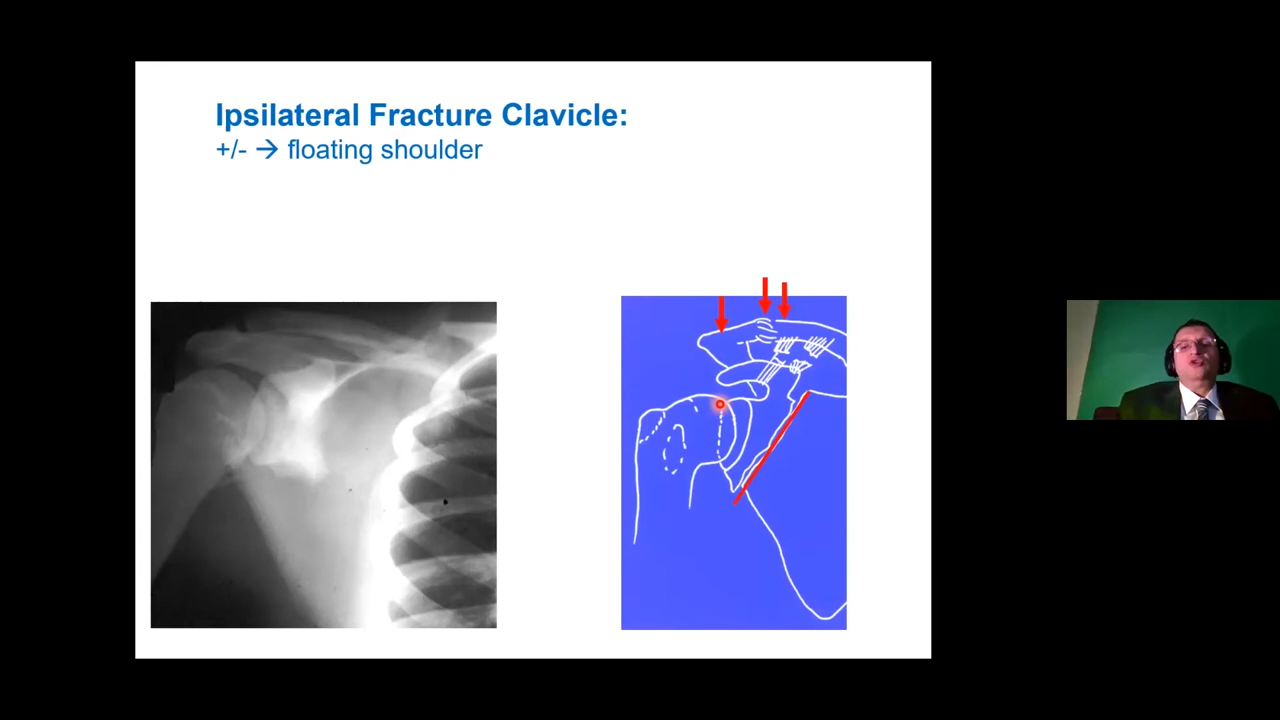 Ipsilateral Fracture Clavicle:
+/- → floating shoulder